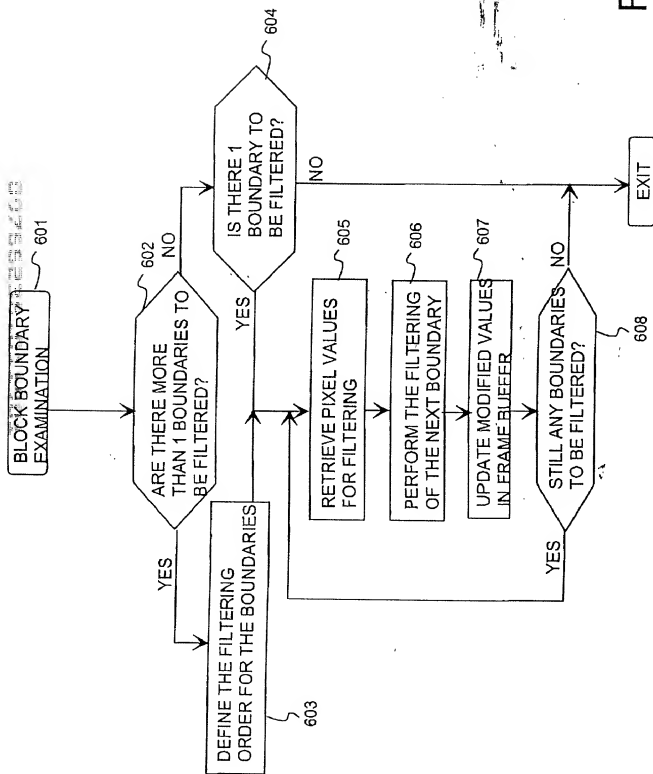 BLOCK BOUNDARY
EXAMINATION
601
602
ARE THERE MORE
THAN 1 BOUNDARIES TO
BE FILTERED?
YES
NO
604
IS THERE 1
BOUNDARY TO
BE FILTERED?
YES
NO
DEFINE THE FILTERING
ORDER FOR THE BOUNDARIES
603
605
RETRIEVE PIXEL VALUES
FOR FILTERING
606
PERFORM THE FILTERING
OF THE NEXT BOUNDARY
607
UPDATE MODIFIED VALUES
IN FRAME BUFFER
STILL ANY BOUNDARIES
TO BE FILTERED?
608
YES
NO
EXIT